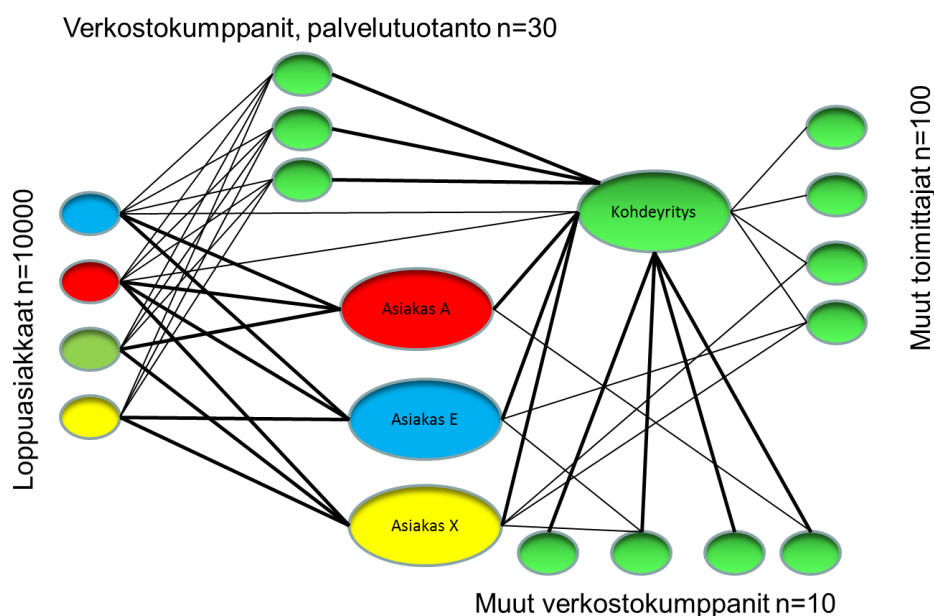 Verkostokumppanit, palvelutuotanto n=30
Loppuasiakkaat n=10000
Kohdeyritys
Muut toimittajat n=100
Asiakas A
Asiakas E
Asiakas X
Muut verkostokumppanit n=10